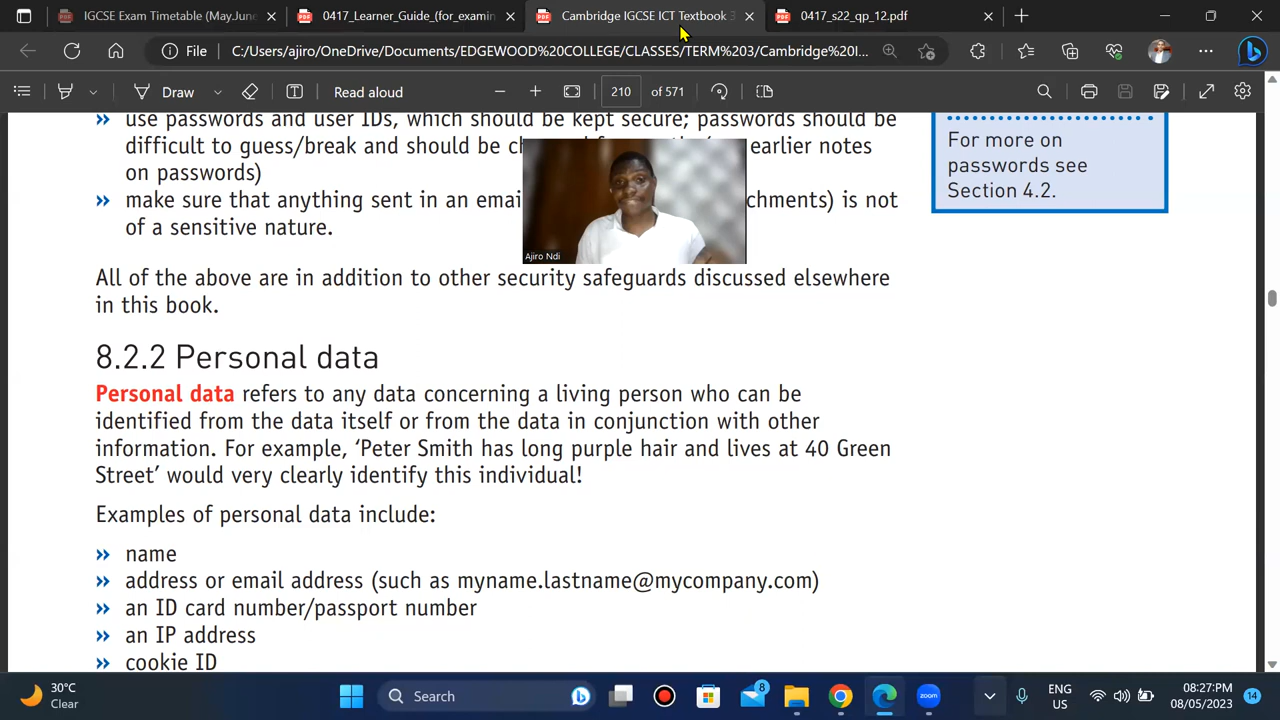 IGCSE Exam Timetable (May June
0417_Learner_Guide_(for_examin
Cambridge IGCSE ICT Textbook 3
0417_s22_qp_12.pdf
File
C:/Users/ajiro/OneDrive/Documents/EDGEWOOD%20COLLEGE/CLASSES/TERM%203/Cambridge%20I...
Draw
Read aloud
210
of 571
use passwords and user IDs, which should be kept secure; passwords should be
difficult to guess/break and should be earlier notes
on passwords)
make sure that anything sent in an chments) is not
of a sensitive nature.
Ajiro Ndi
For more on
passwords see
Section 4.2.
All of the above are in addition to other security safeguards discussed elsewhere
in this book.
8.2.2 Personal data
Personal data refers to any data concerning a living person who can be
identified from the data itself or from the data in conjunction with other
information. For example, ‘Peter Smith has long purple hair and lives at 40 Green
Street’ would very clearly identify this individual!
Examples of personal data include:
» name
» address or email address (such as myname.lastname@mycompany.com)
» an ID card number/passport number
» an IP address
» cookie ID
30°C
Clear
Search
8
ENG
GB
08:27:PM
08/05/2023
14